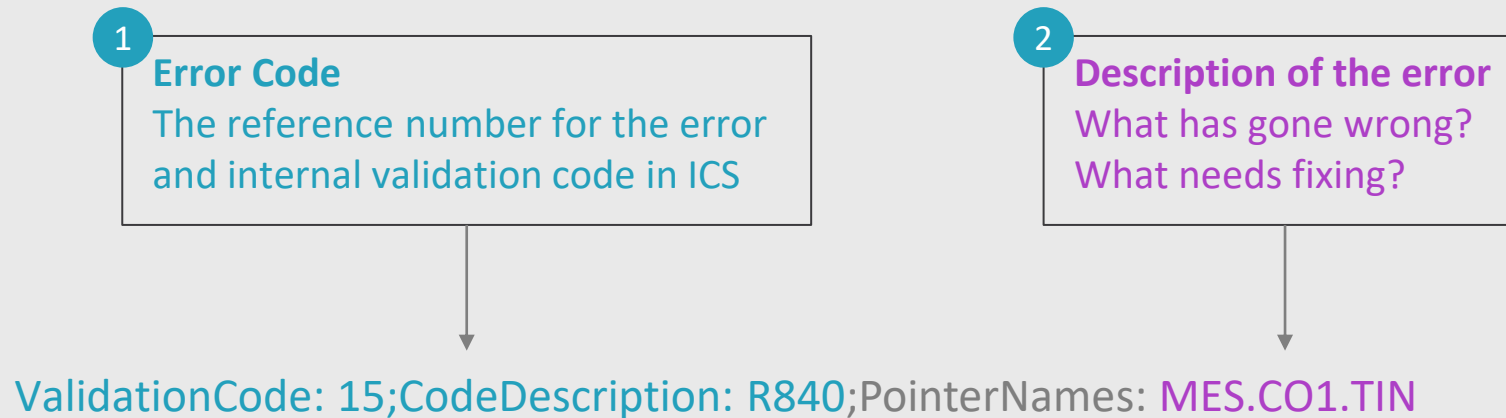 1
Error Code
The reference number for the error
and internal validation code in ICS
2
Description of the error
What has gone wrong?
What needs fixing?
ValidationCode: 15;CodeDescription: R840;PointerNames: MES.CO1.TIN